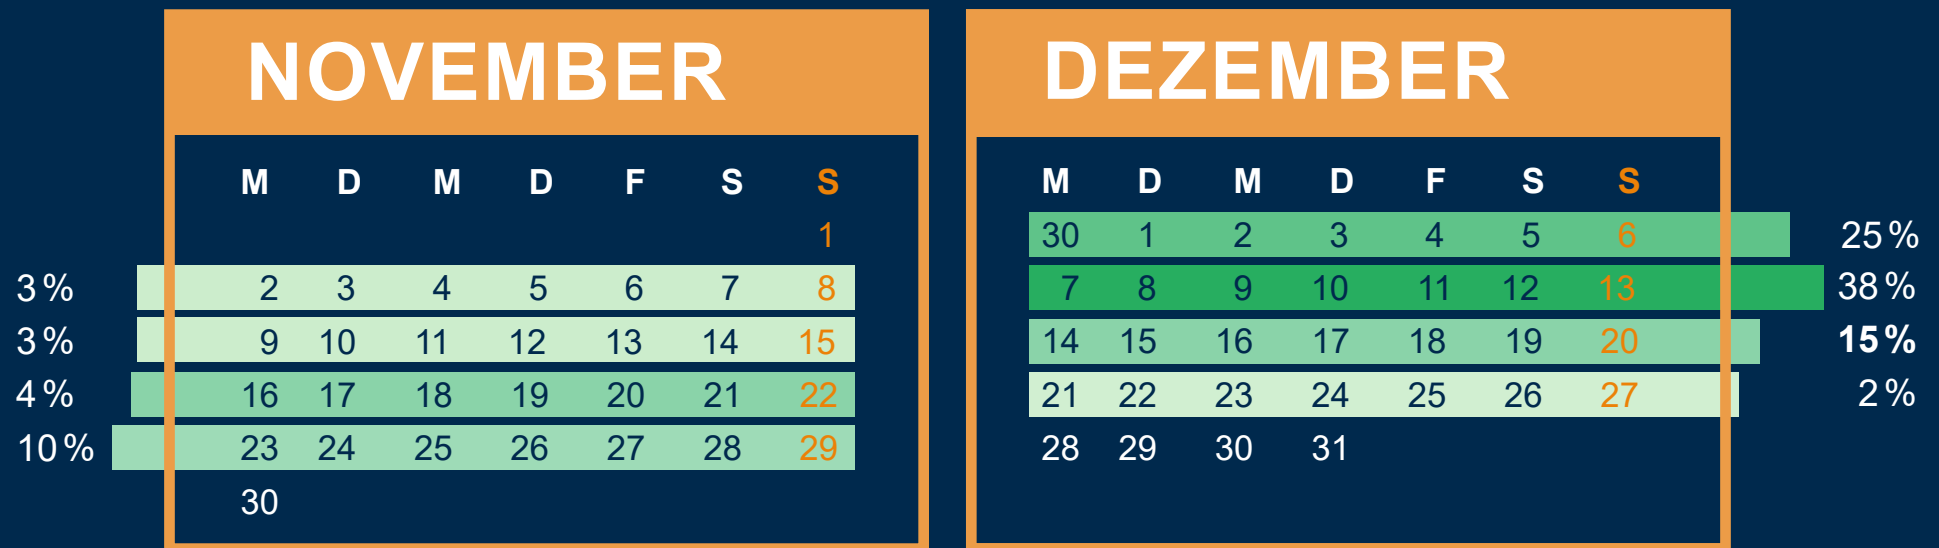 NOVEMBER
M D M D F S S
1
3 % 2 3 4 5 6 7 8
3 % 9 10 11 12 13 14 15
4 % 16 17 18 19 20 21 22
10 % 23 24 25 26 27 28 29
30
DEZEMBER
M D M D F S S
30 1 2 3 4 5 6 25 %
7 8 9 10 11 12 13 38 %
14 15 16 17 18 19 20 15 %
21 22 23 24 25 26 27 2 %
28 29 30 31